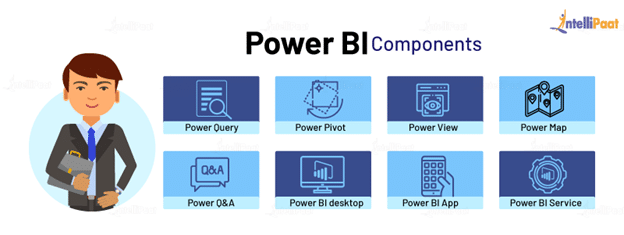 intelliPaat
Power BI Components
Power Query
Power Pivot
Power View
Power Map
Q&A
Power Q&A
Power BI desktop
Power BI App
Power BI Service